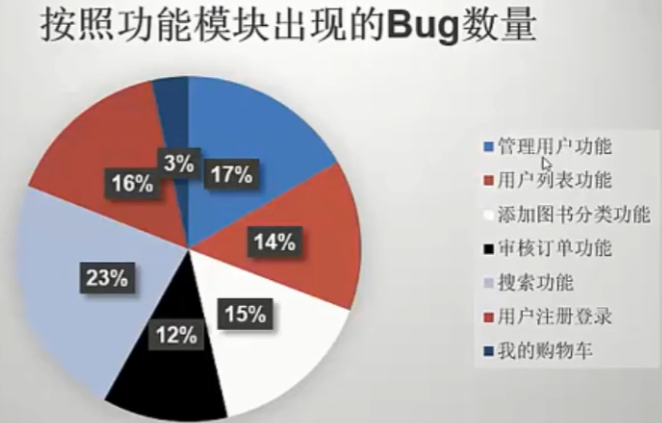 按照功能模块出现的Bug数量
3%
17%
16%
14%
23%
15%
12%
管理用户功能
用户列表功能
添加图书分类功能
审核订单功能
搜索功能
用户注册登录
我的购物车